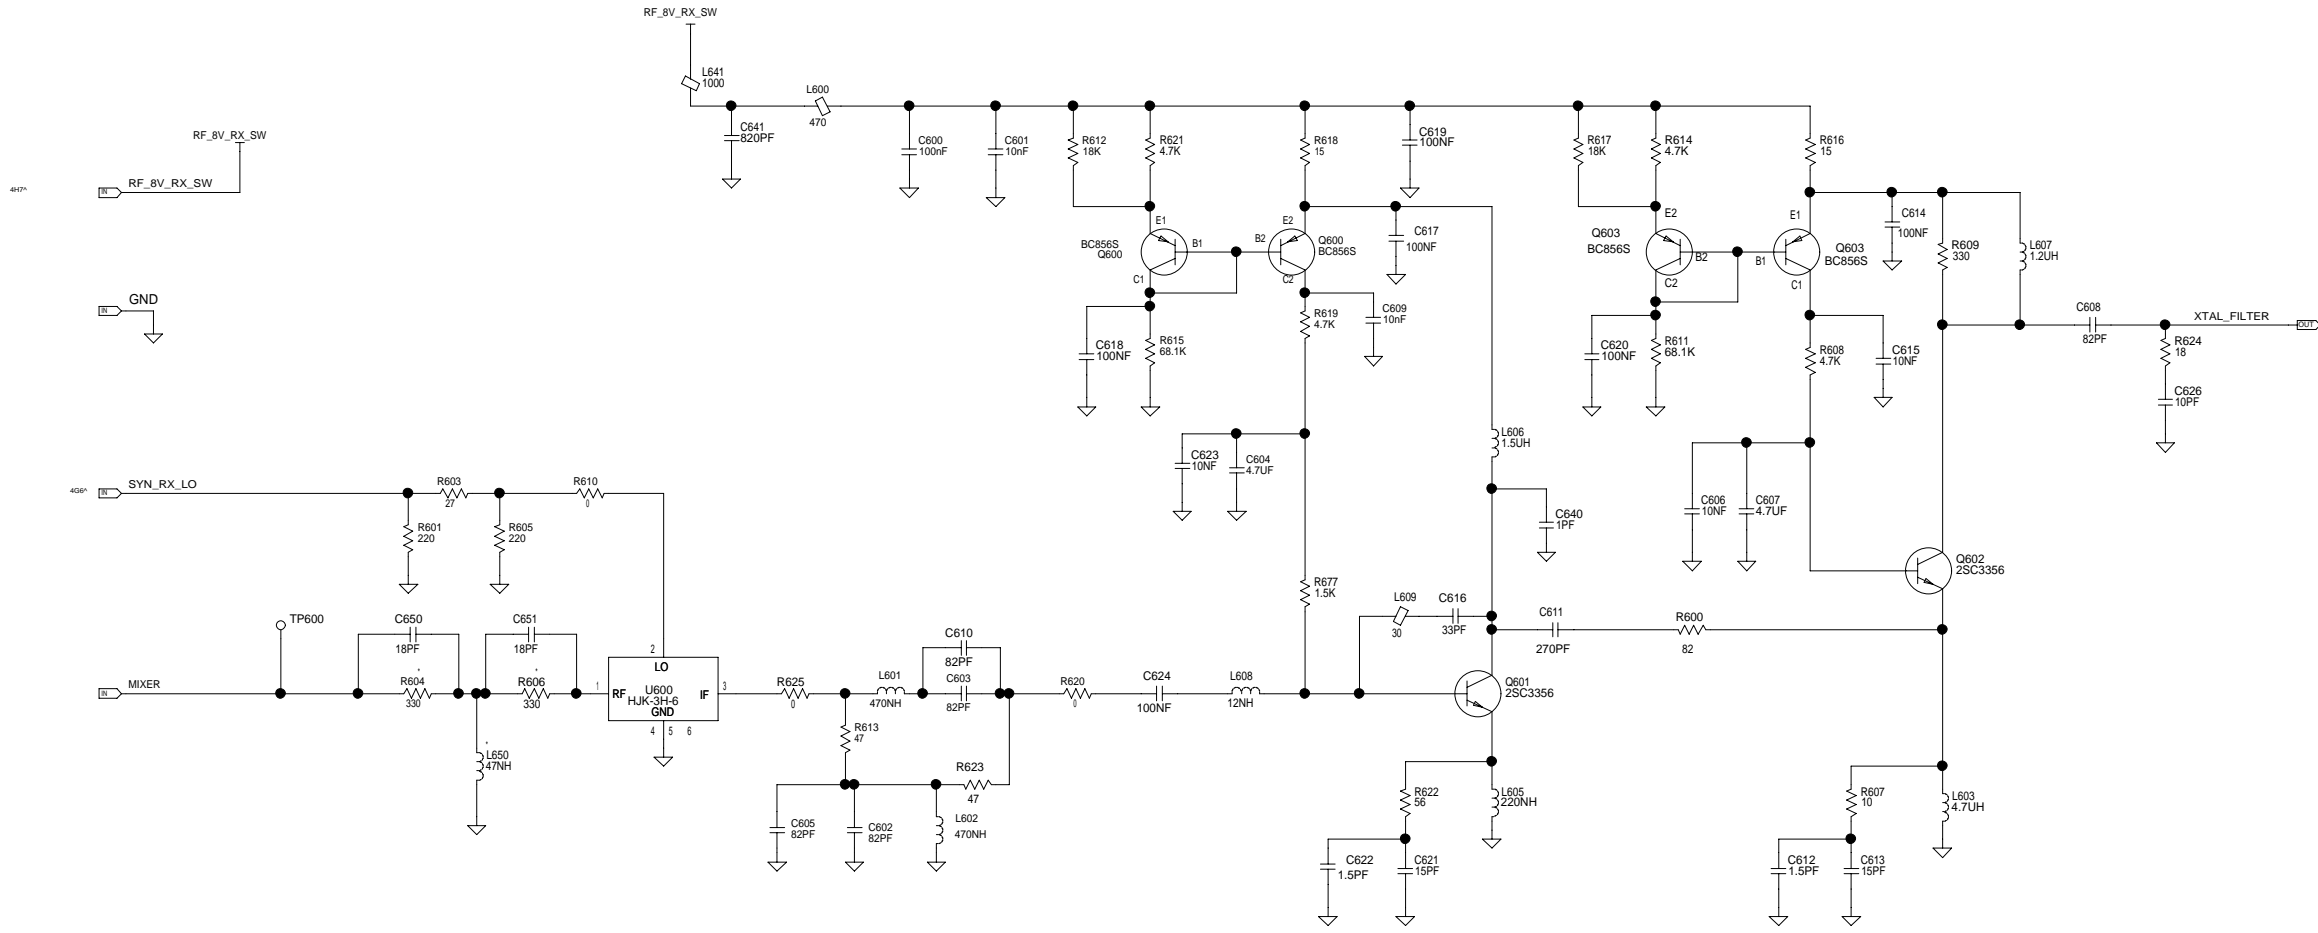 RF_8V_RX_SW
L641
1000
L600
470
C641
820PF
C600
100nF
C601
10nF
R612
18K
R621
4.7K
R618
15
C619
100NF
R617
18K
R614
4.7K
R616
15
RF_8V_RX_SW
4H7^
IN
RF_8V_RX_SW
E1
BC856S
Q600
B1
C1
E2
B2
Q600
BC856S
C2
C617
100NF
E2
Q603
BC856S
B2
C2
E1
B1
Q603
BC856S
C1
C614
100NF
R609
330
L607
1.2UH
IN
GND
C618
100NF
R615
68.1K
R619
4.7K
C609
10nF
C620
100NF
R611
68.1K
R608
4.7K
C615
10NF
C608
82PF
XTAL_FILTER
OUT
R624
18
C626
10PF
C623
10NF
C604
4.7UF
L606
1.5UH
C606
10NF
C607
4.7UF
4G6^
IN
SYN_RX_LO
R603
27
R610
0
R601
220
R605
220
C640
1PF
Q602
2SC3356
R677
1.5K
TP600
C650
18PF
C651
18PF
L609
30
C616
33PF
C611
270PF
R600
82
IN
MIXER
*
R604
330
*
R606
330
1
2
LO
RF
U600
HJK-3H-6
GND
IF
3
4
5
6
*
L650
47NH
R625
0
L601
470NH
C610
82PF
C603
82PF
R620
0
C624
100NF
L608
12NH
Q601
2SC3356
R613
47
R623
47
C605
82PF
C602
82PF
L602
470NH
R622
56
L605
220NH
C622
1.5PF
C621
15PF
R607
10
L603
4.7UH
C612
1.5PF
C613
15PF